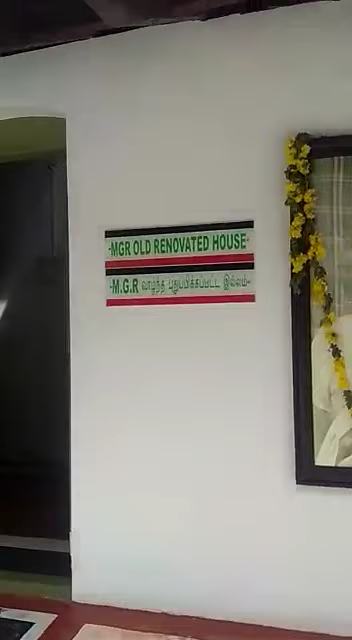 -MGR OLD RENOVATED HOUSE-
-M.G.R வாழ்ந்த புதுபிக்கப்பட்ட இல்லம்-